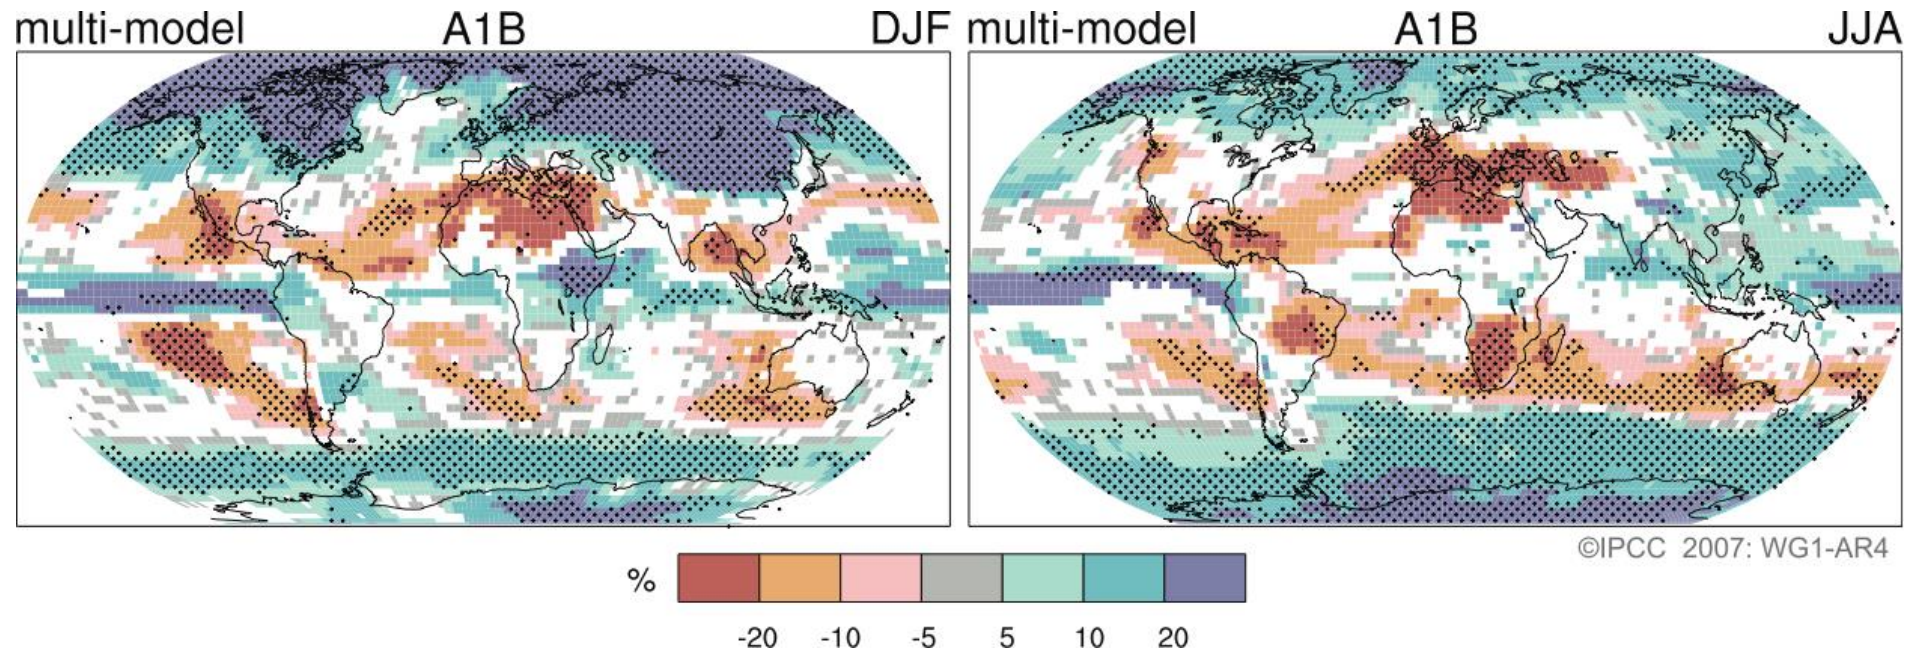 multi-model A1B DJF
multi-model A1B JJA
©IPCC 2007: WG1-AR4
%
-20 -10 -5 5 10 20